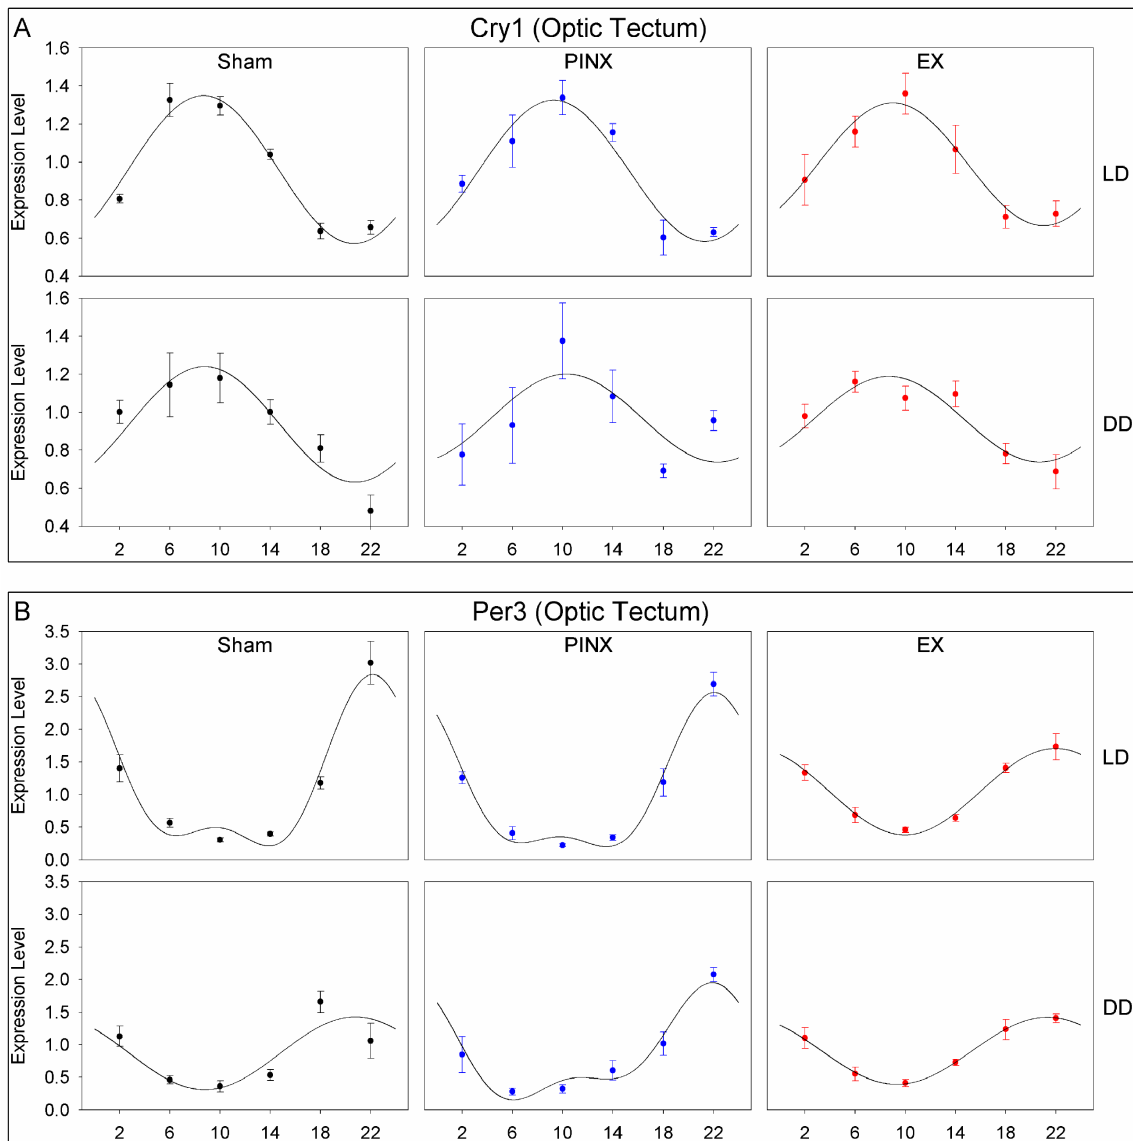 A
Cry1 (Optic Tectum)
Sham PINX EX
Expression Level
1.6
1.4
1.2
1.0
0.8
0.6
0.4
LD
Expression Level
1.6
1.4
1.2
1.0
0.8
0.6
0.4
DD
2 6 10 14 18 22 2 6 10 14 18 22 2 6 10 14 18 22
B
Per3 (Optic Tectum)
Sham PINX EX
Expression Level
3.5
3.0
2.5
2.0
1.5
1.0
0.5
0.0
LD
Expression Level
3.5
3.0
2.5
2.0
1.5
1.0
0.5
0.0
DD
2 6 10 14 18 22 2 6 10 14 18 22 2 6 10 14 18 22